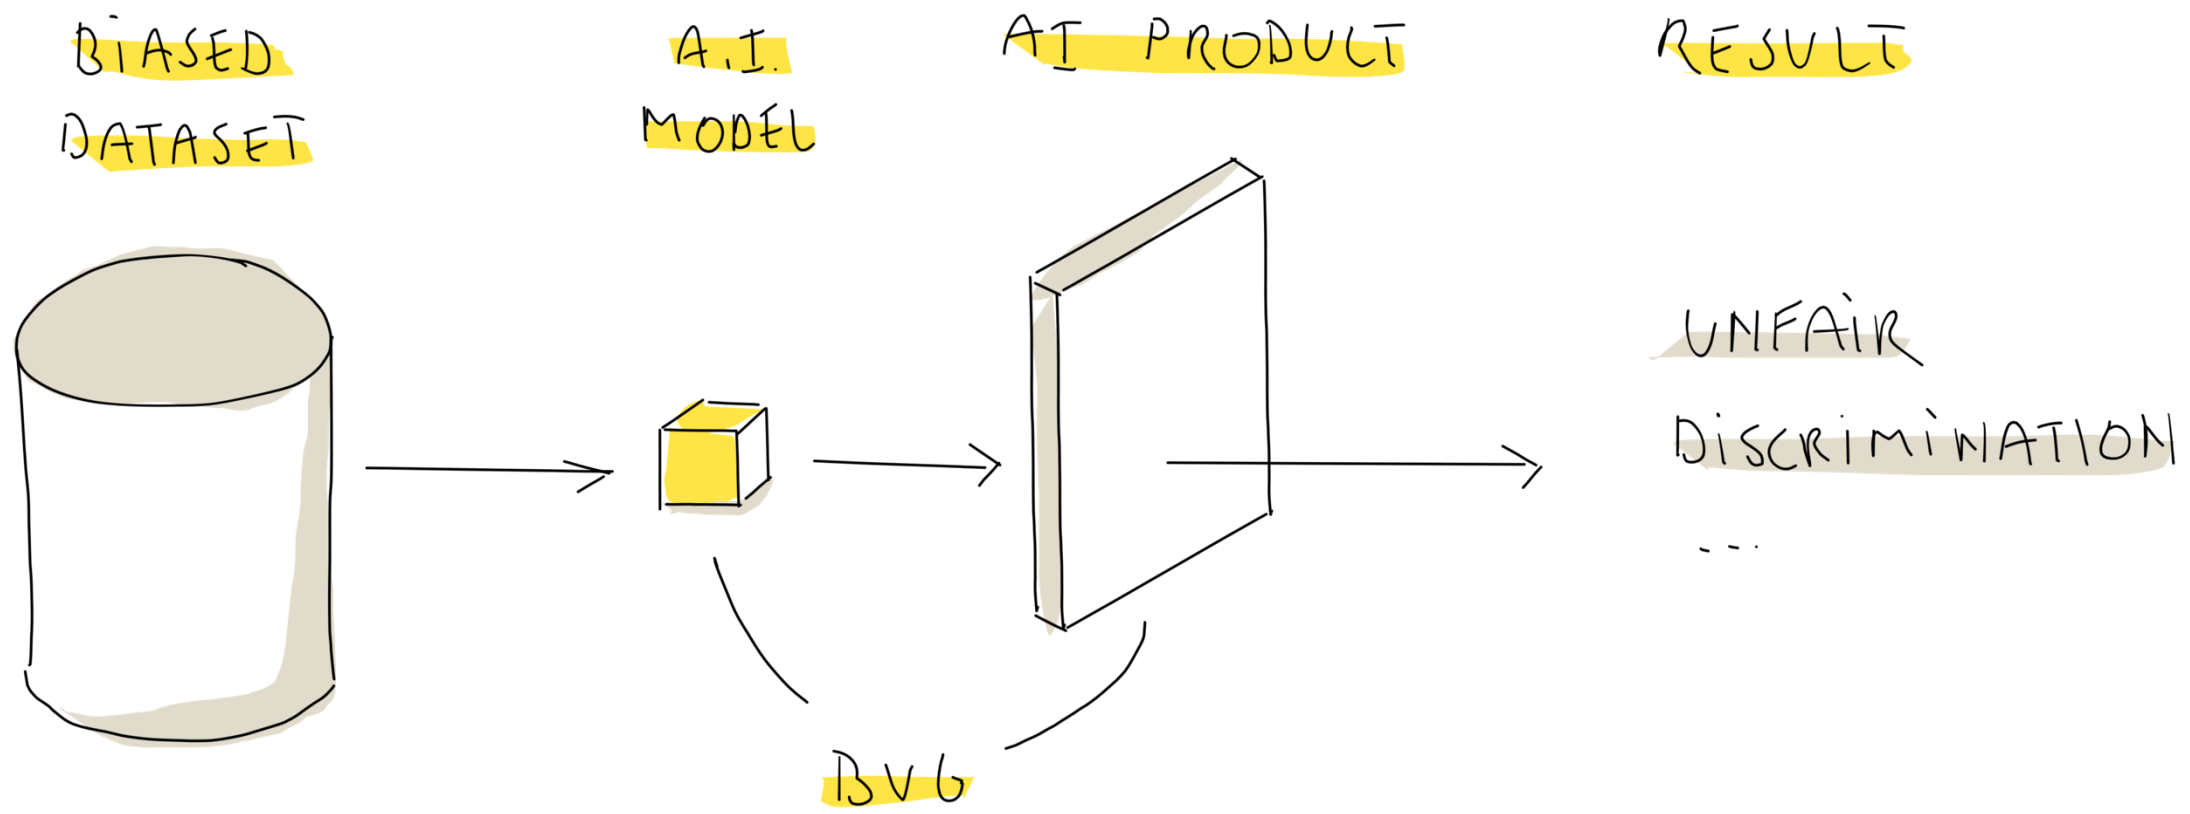 BiASED
DATASET
A.I.
MODEL
AI PRODUCT
RESULT
UNFAiR
DiSCRiMiNATION
...
BUG